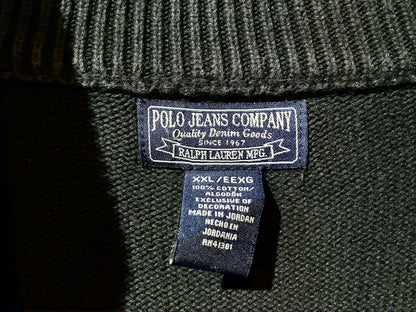 POLO JEANS COMPANY
Quality Denim Goods
SINCE 1967
RALPH LAUREN MFG.
XXL/EEXG
100% COTTON/
ALGODÓN
EXCLUSIVE OF
DECORATION
MADE IN JORDAN
HECHO EN
JORDANIA
RN41381